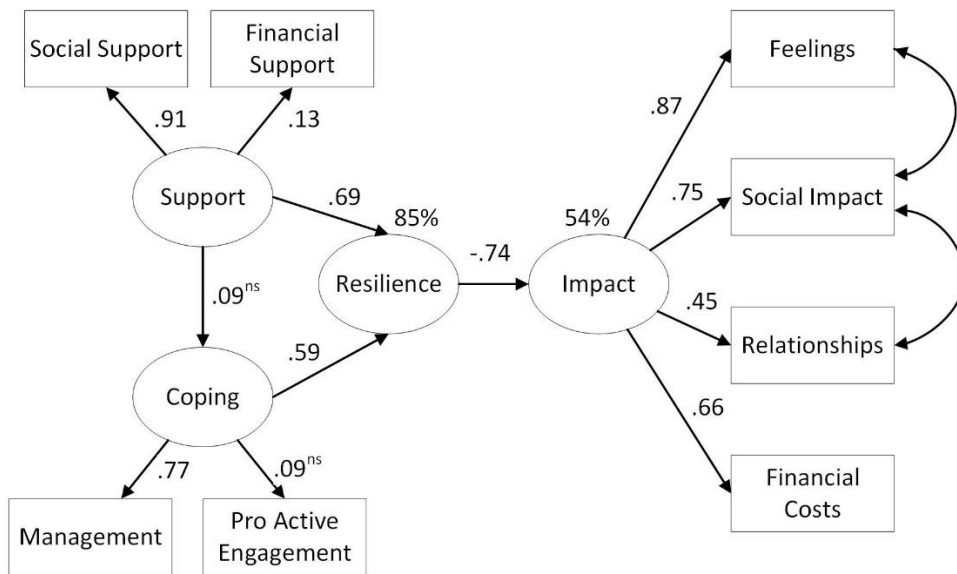 Social Support
Financial
Support
Feelings
.91
.13
.87
Support
.69
85%
54%
.75
Social Impact
-.74
Resilience
Impact
.09ns
.45
Relationships
.59
Coping
.66
.77
.09ns
Financial
Costs
Management
Pro Active
Engagement